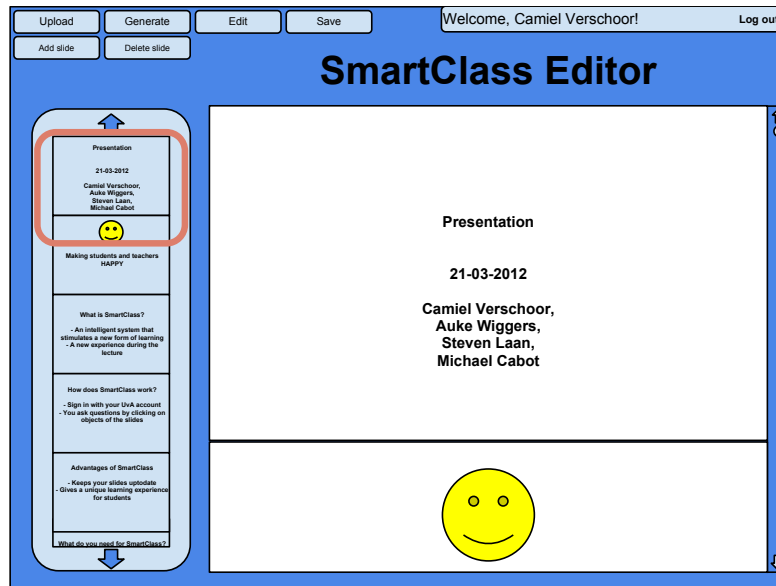 Upload
Generate
Edit
Save
Welcome, Camiel Verschoor!
Log out
Add slide
Delete slide
SmartClass Editor
Presentation
21-03-2012
Camiel Verschoor,
Auke Wiggers,
Steven Laan,
Michael Cabot
Making students and teachers
HAPPY
What is SmartClass?
- An intelligent system that
stimulates a new form of learning
- A new experience during the
lecture
How does SmartClass work?
- Sign in with your UvA account
- You ask questions by clicking on
objects of the slides
Advantages of SmartClass
- Keeps your slides uptodate
- Gives a unique learning experience
for students
What do you need for SmartClass?
Presentation
21-03-2012
Camiel Verschoor,
Auke Wiggers,
Steven Laan,
Michael Cabot